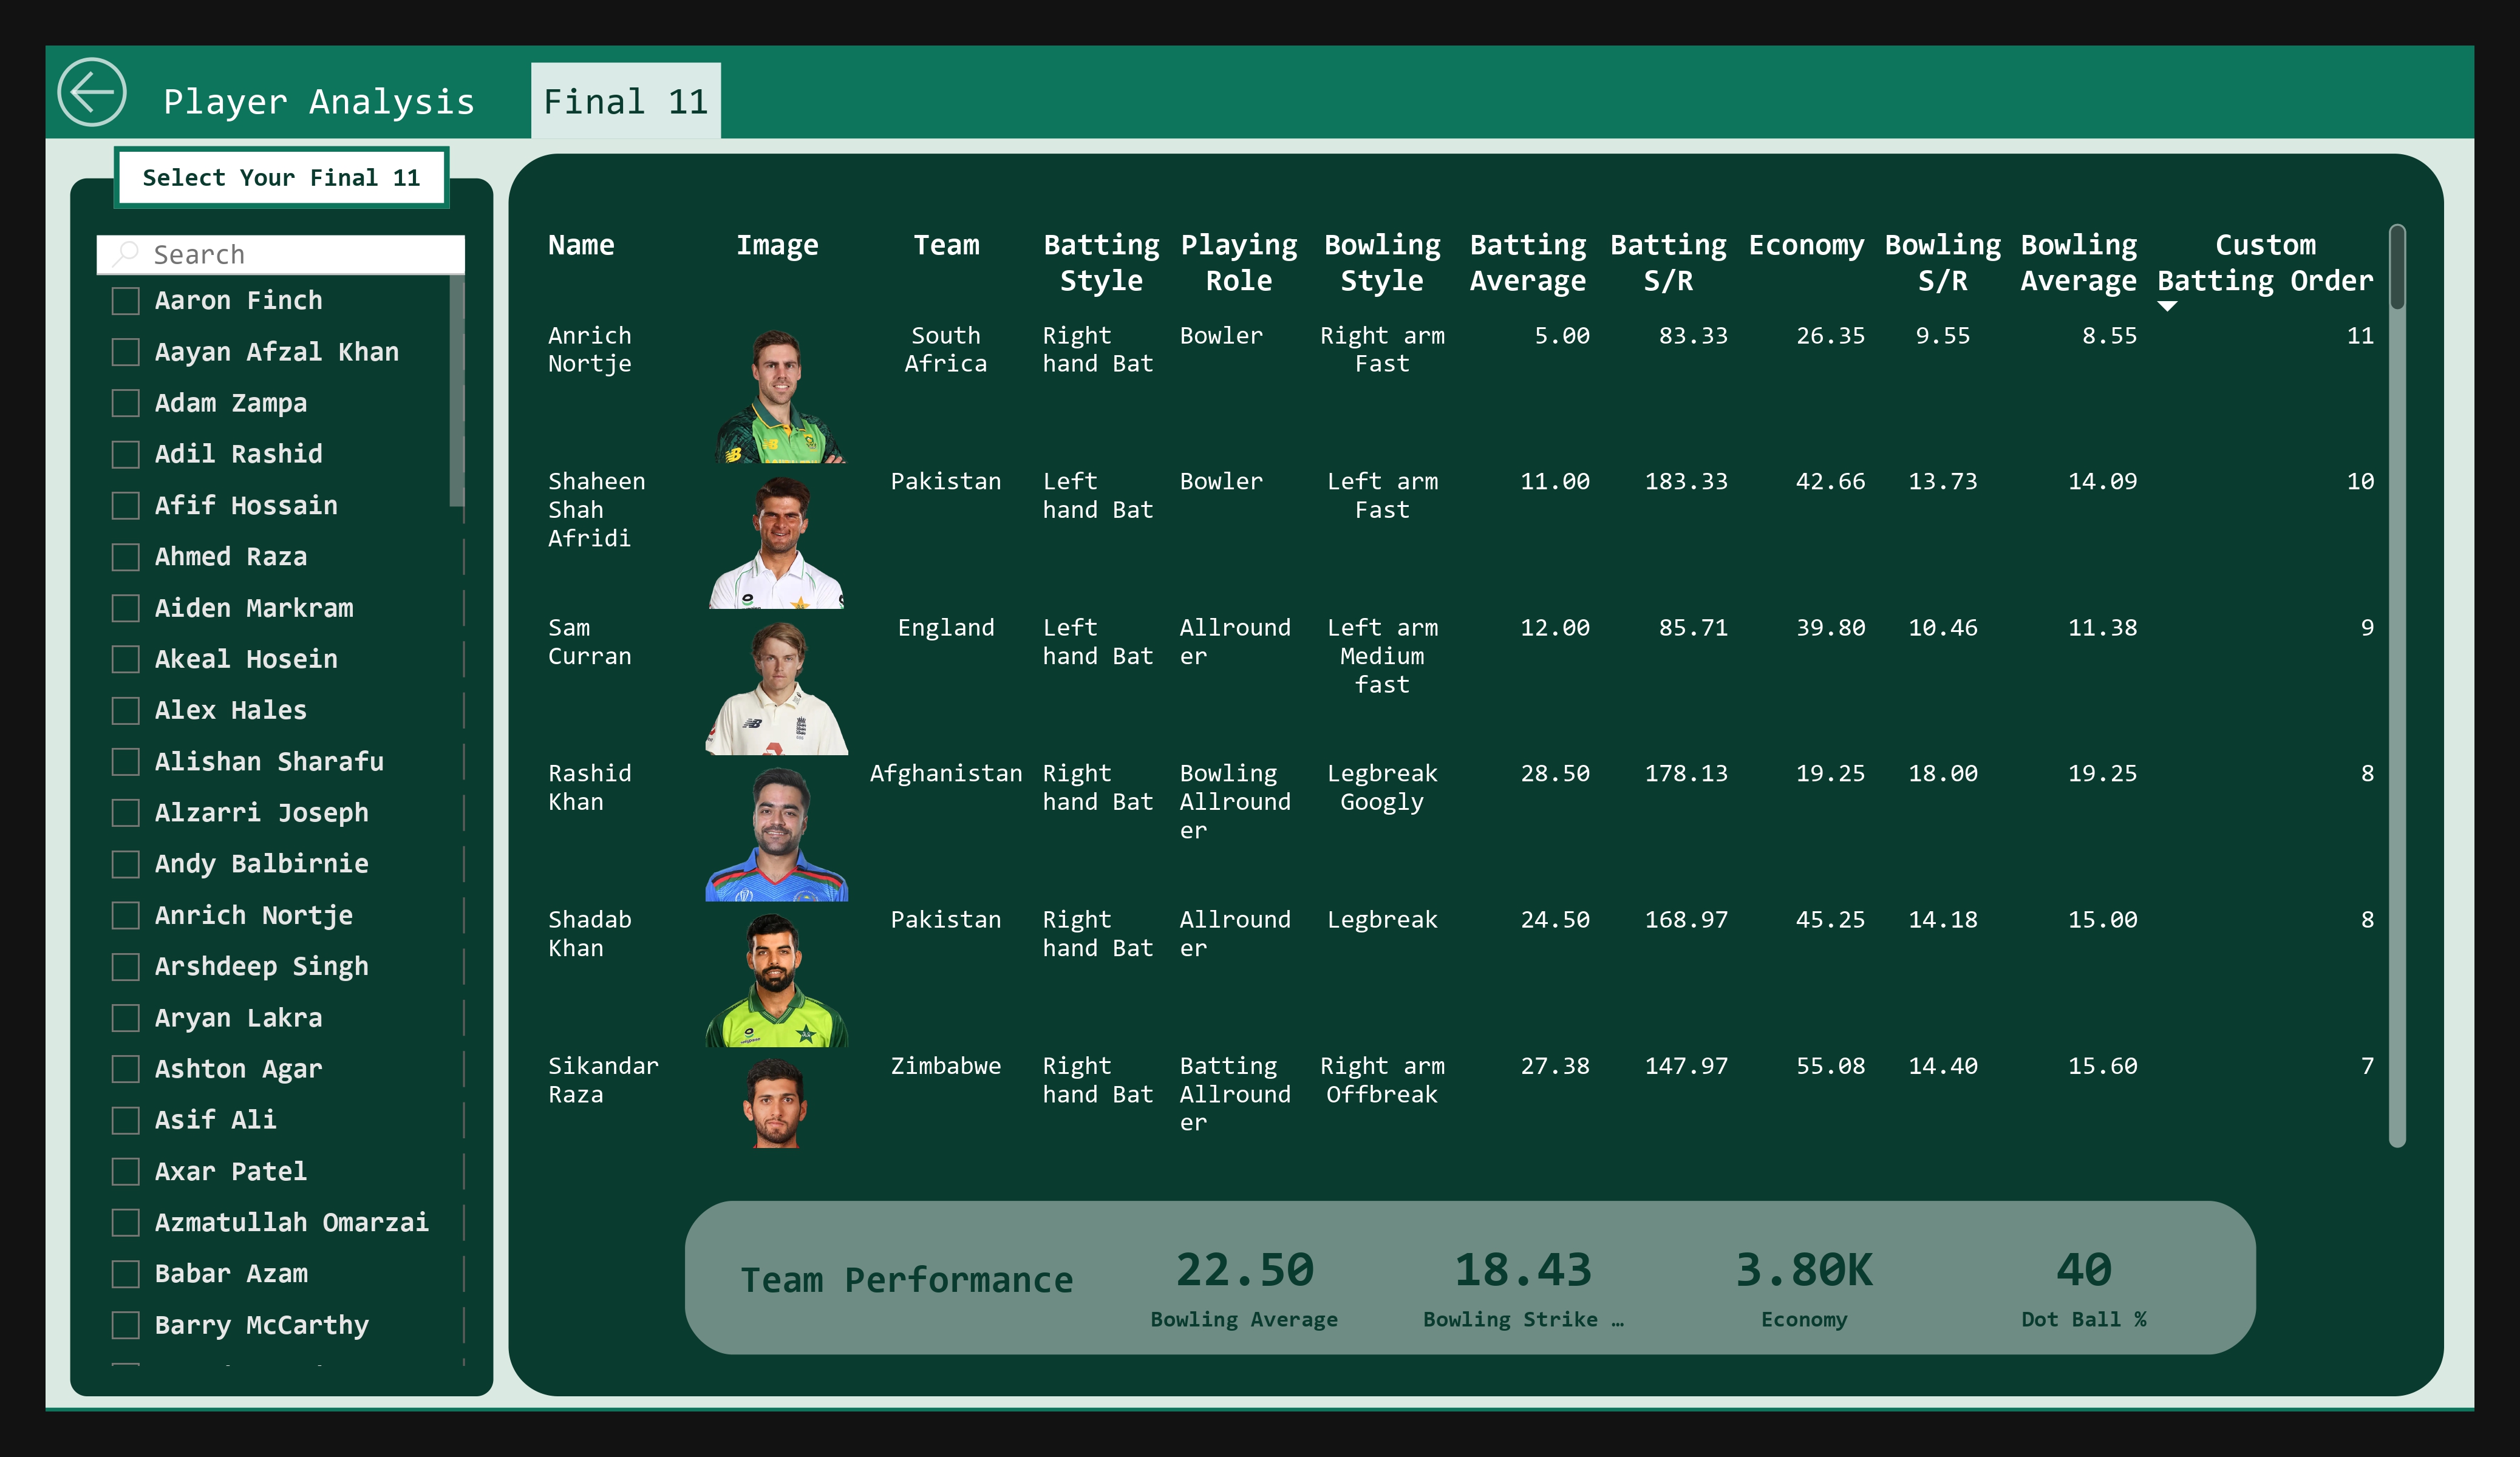 Player Analysis
Final 11
Select Your Final 11
Search
Aaron Finch
Aayan Afzal Khan
Adam Zampa
Adil Rashid
Afif Hossain
Ahmed Raza
Aiden Markram
Akeal Hosein
Alex Hales
Alishan Sharafu
Alzarri Joseph
Andy Balbirnie
Anrich Nortje
Arshdeep Singh
Aryan Lakra
Ashton Agar
Asif Ali
Axar Patel
Azmatullah Omarzai
Babar Azam
Barry McCarthy
Name Image Team Batting Playing Bowling Batting Batting Economy Bowling Bowling Custom
Style Role Style Average S/R S/R Average Batting Order
Anrich South Right Bowler Right arm 5.00 83.33 26.35 9.55 8.55 11
Nortje Africa hand Bat Fast
Shaheen Pakistan Left Bowler Left arm 11.00 183.33 42.66 13.73 14.09 10
Shah hand Bat Fast
Afridi
Sam England Left Allround Left arm 12.00 85.71 39.80 10.46 11.38 9
Curran hand Bat er Medium
fast
Rashid Afghanistan Right Bowling Legbreak 28.50 178.13 19.25 18.00 19.25 8
Khan hand Bat Allround Googly
er
Shadab Pakistan Right Allround Legbreak 24.50 168.97 45.25 14.18 15.00 8
Khan hand Bat er
Sikandar Zimbabwe Right Batting Right arm 27.38 147.97 55.08 14.40 15.60 7
Raza hand Bat Allround Offbreak
er
Team Performance
22.50 18.43 3.80K 40
Bowling Average Bowling Strike … Economy Dot Ball %